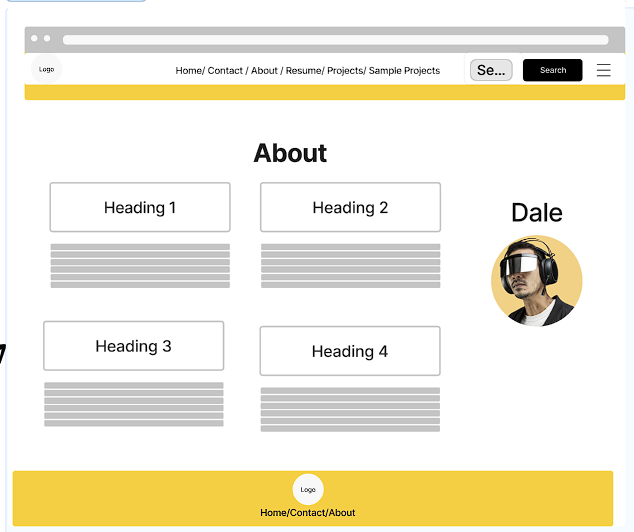 Logo
Home/ Contact / About / Resume/ Projects/ Sample Projects
Se...
Search
About
Heading 1
Heading 2
Dale
Heading 3
Heading 4
Logo
Home/Contact/About